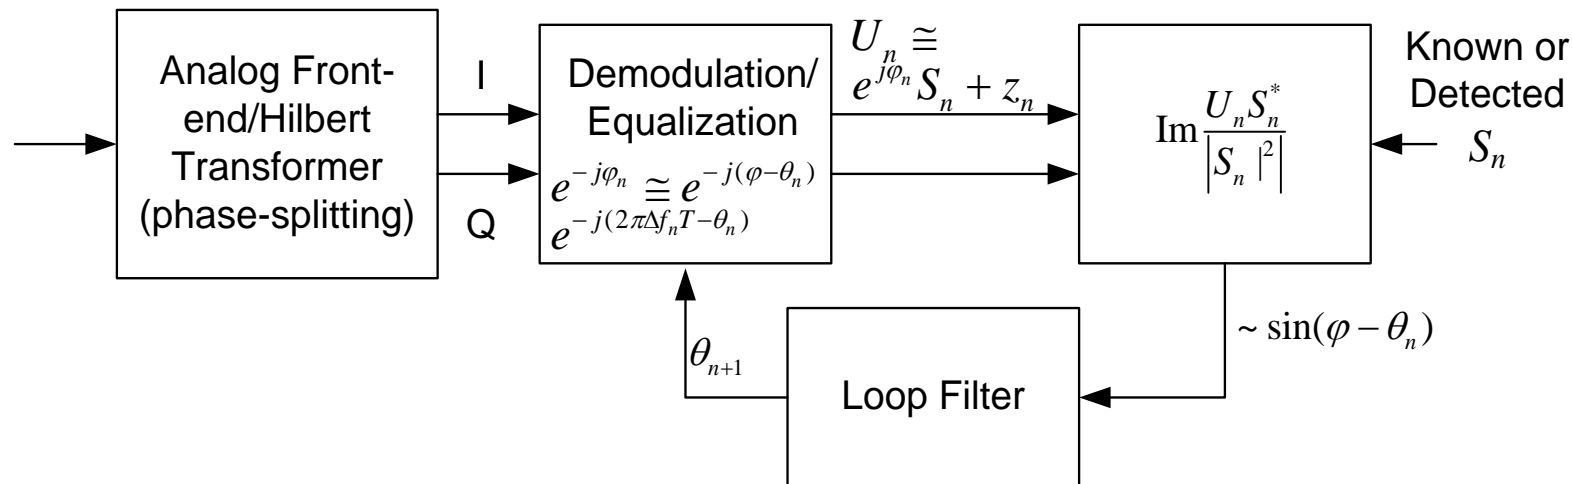 Analog Front-
end/Hilbert
Transformer
(phase-splitting)
I
Q
Demodulation/
Equalization
e^{-jφ_n} ≅ e^{-j(φ-θ_n)}
e^{-j(2πΔf_nT-θ_n)}
U_n ≅
e^{jφ_n} S_n + z_n
Im \frac{U_n S_n^*}{|S_n|^2|}
Known or
Detected
S_n
~ sin(φ - θ_n)
θ_{n+1}
Loop Filter